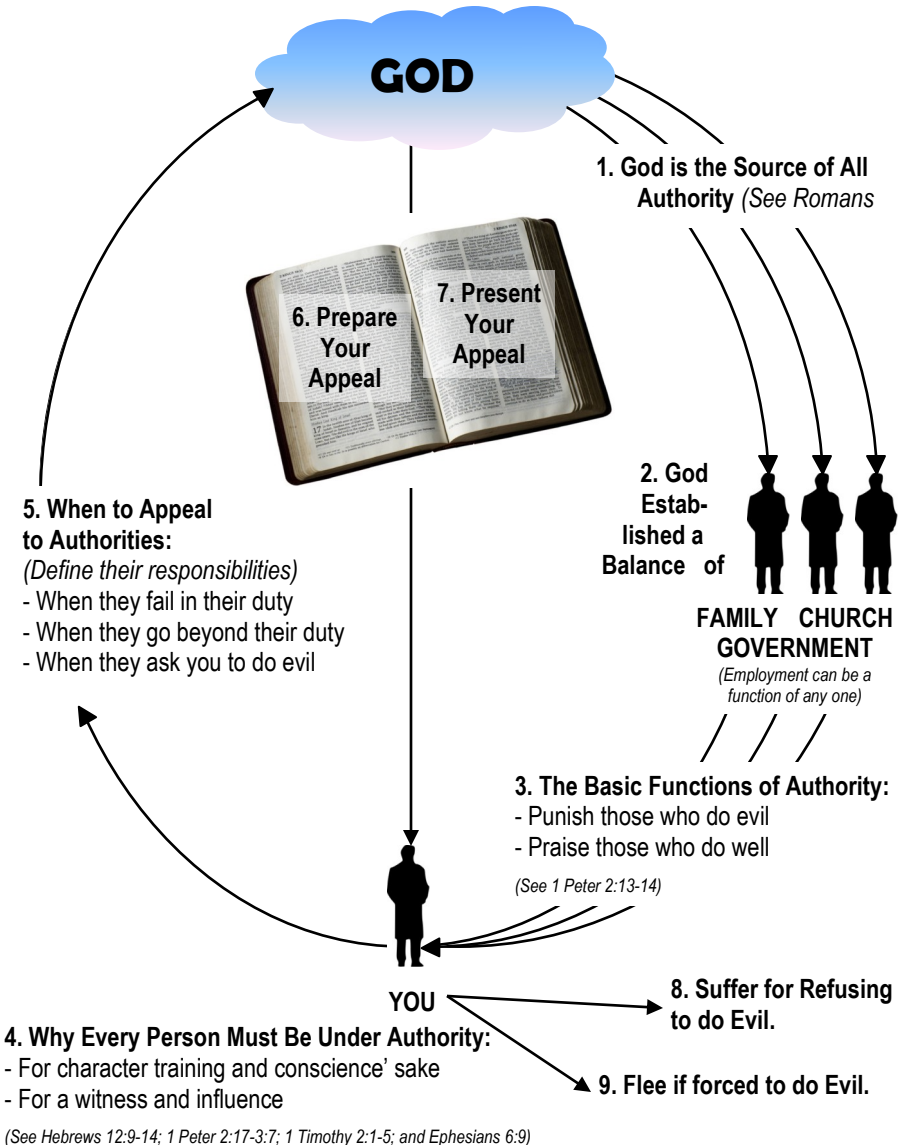 GOD
1. God is the Source of All
Authority (See Romans
6. Prepare
Your
Appeal
7. Present
Your
Appeal
2. God
Estab-
lished a
Balance of
FAMILY CHURCH
GOVERNMENT
(Employment can be a
function of any one)
3. The Basic Functions of Authority:
- Punish those who do evil
- Praise those who do well
(See 1 Peter 2:13-14)
5. When to Appeal
to Authorities:
(Define their responsibilities)
- When they fail in their duty
- When they go beyond their duty
- When they ask you to do evil
YOU
4. Why Every Person Must Be Under Authority:
- For character training and conscience’ sake
- For a witness and influence
(See Hebrews 12:9-14; 1 Peter 2:17-3:7; 1 Timothy 2:1-5; and Ephesians 6:9)
8. Suffer for Refusing
to do Evil.
9. Flee if forced to do Evil.